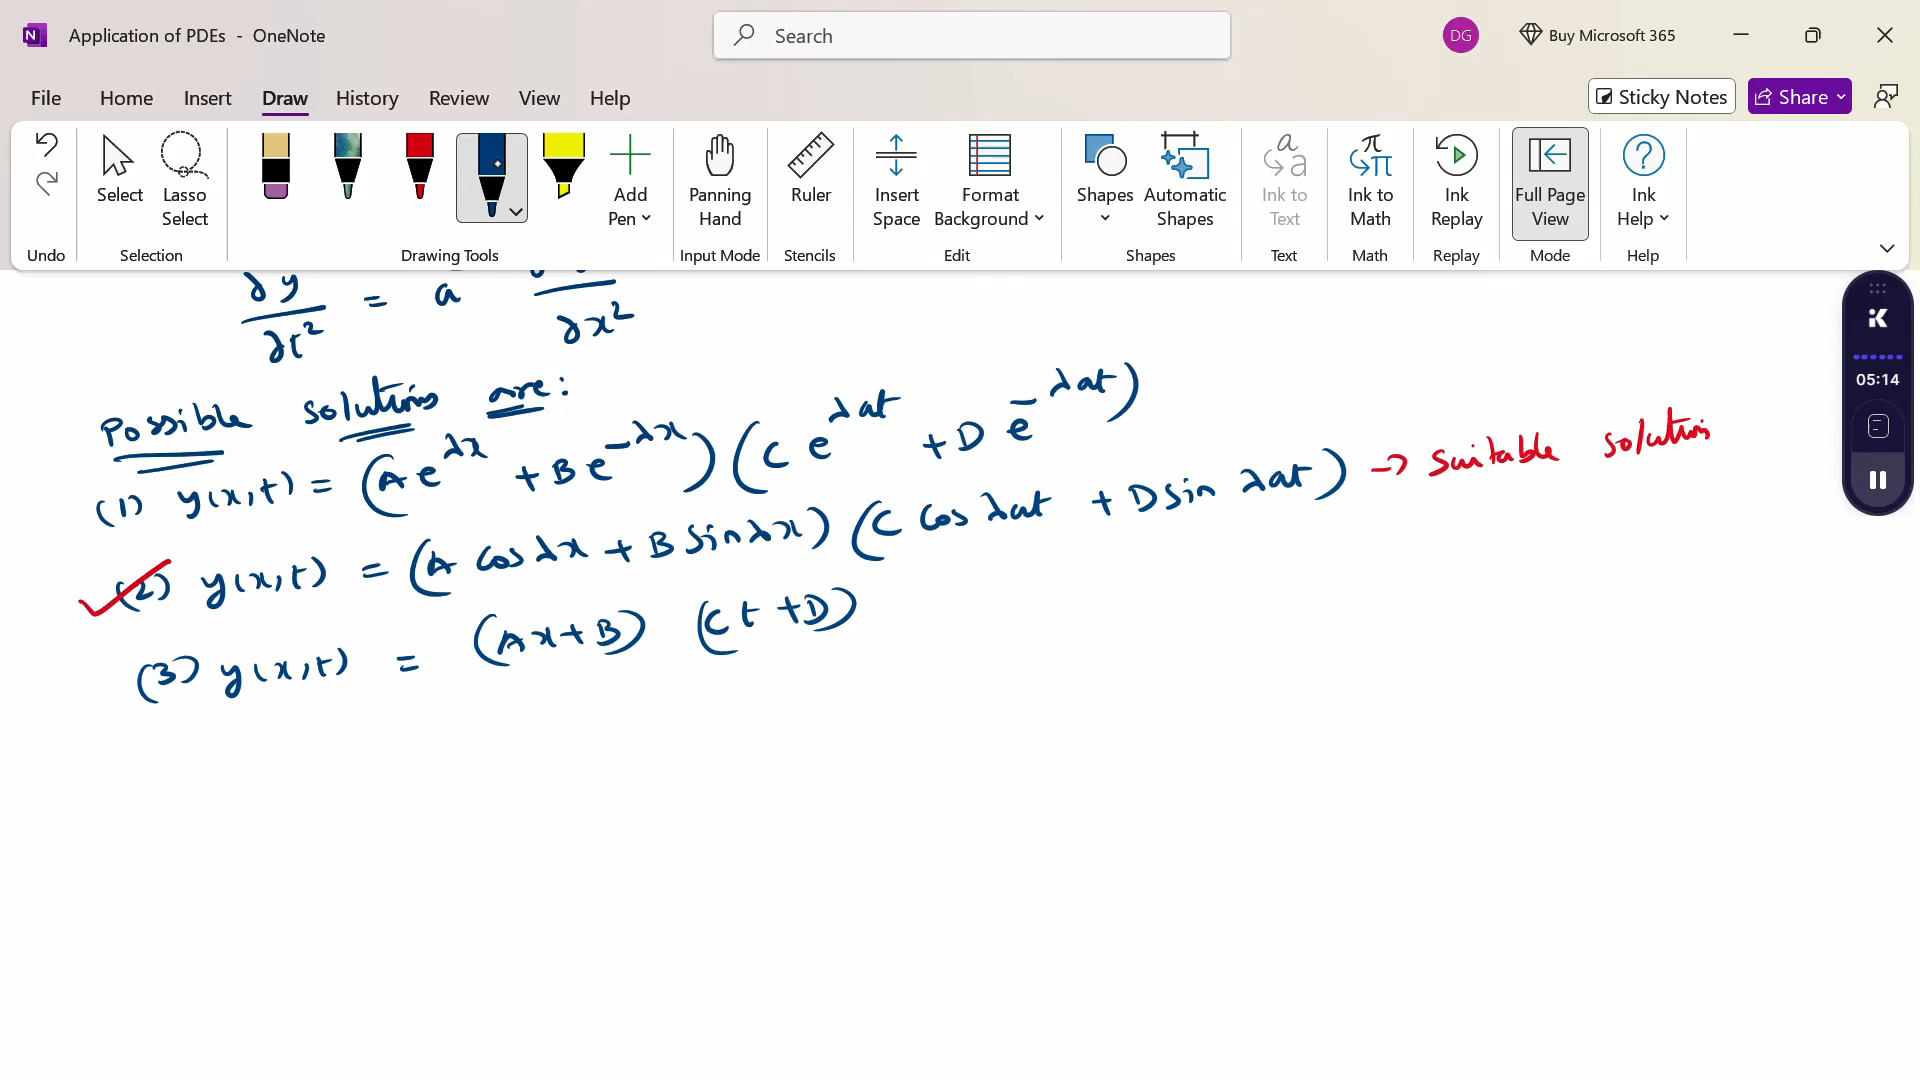 Application of PDEs - OneNote
Search
DG
Buy Microsoft 365
File Home Insert Draw History Review View Help
Sticky Notes
Share
Select
Lasso Select
Add Pen
Panning Hand
Ruler
Insert Space
Format Background
Shapes
Automatic Shapes
Ink to Text
Ink to Math
Ink Replay
Full Page View
Ink Help
Undo Selection Drawing Tools Input Mode Stencils Edit Shapes Text Math Replay Mode Help
05:14
∂y/∂t² = a ∂x²
Possible solutions are:
(1) y(x,t) = (A e^λx + B e^-λx) (C e^λat + D e^-λat)
(2) y(x,t) = (A cos λx + B sin λx) (C cos λat + D sin λat) → suitable solution
(3) y(x,t) = (Ax+B) (Ct+D)